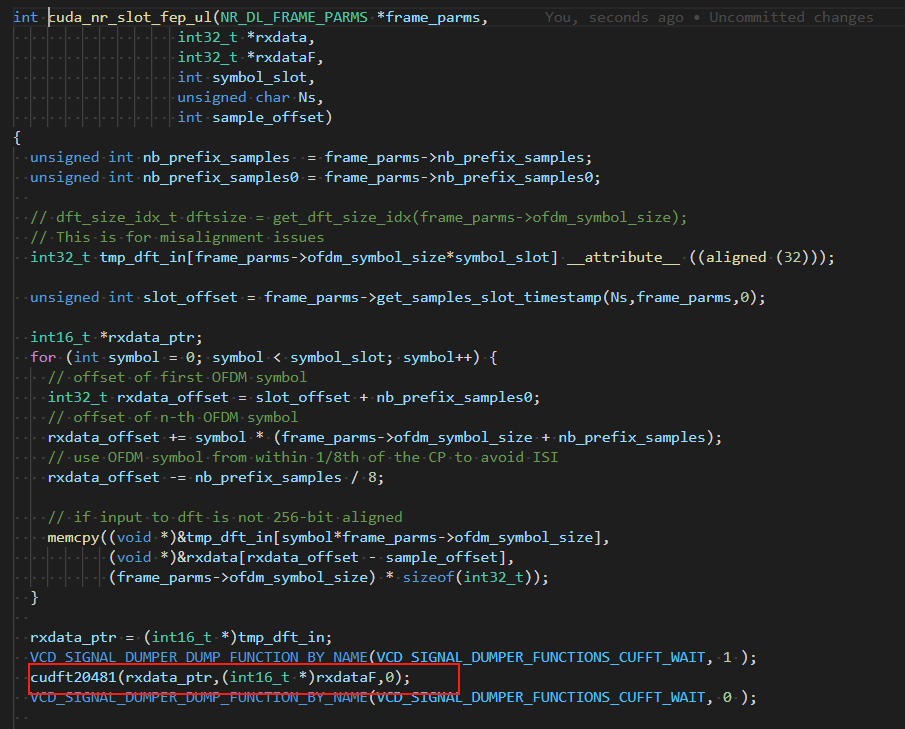 int cuda_nr_slot_fep_ul(NR_DL_FRAME_PARMS *frame_parms,    You, seconds ago • Uncommitted changes
                        int32_t *rxdata,
                        int32_t *rxdataF,
                        int symbol_slot,
                        unsigned char Ns,
                        int sample_offset)
{
  unsigned int nb_prefix_samples  = frame_parms->nb_prefix_samples;
  unsigned int nb_prefix_samples0 = frame_parms->nb_prefix_samples0;
  // dft_size_idx_t dftsize = get_dft_size_idx(frame_parms->ofdm_symbol_size);
  // This is for misalignment issues
  int32_t tmp_dft_in[frame_parms->ofdm_symbol_size*symbol_slot] __attribute__ ((aligned (32)));
  unsigned int slot_offset = frame_parms->get_samples_slot_timestamp(Ns,frame_parms,0);
  int16_t *rxdata_ptr;
  for (int symbol = 0; symbol < symbol_slot; symbol++) {
    // offset of first OFDM symbol
    int32_t rxdata_offset = slot_offset + nb_prefix_samples0;
    // offset of n-th OFDM symbol
    rxdata_offset += symbol * (frame_parms->ofdm_symbol_size + nb_prefix_samples);
    // use OFDM symbol from within 1/8th of the CP to avoid ISI
    rxdata_offset -= nb_prefix_samples / 8;
    // if input to dft is not 256-bit aligned
    memcpy((void *)&tmp_dft_in[symbol*frame_parms->ofdm_symbol_size],
           (void *)&rxdata[rxdata_offset - sample_offset],
           (frame_parms->ofdm_symbol_size) * sizeof(int32_t));
  }
  rxdata_ptr = (int16_t *)tmp_dft_in;
  VCD_SIGNAL_DUMPER_DUMP_FUNCTION_BY_NAME(VCD_SIGNAL_DUMPER_FUNCTIONS_CUFFT_WAIT, 1 );
  cudft20481(rxdata_ptr,(int16_t *)rxdataF,0);
  VCD_SIGNAL_DUMPER_DUMP_FUNCTION_BY_NAME(VCD_SIGNAL_DUMPER_FUNCTIONS_CUFFT_WAIT, 0 );